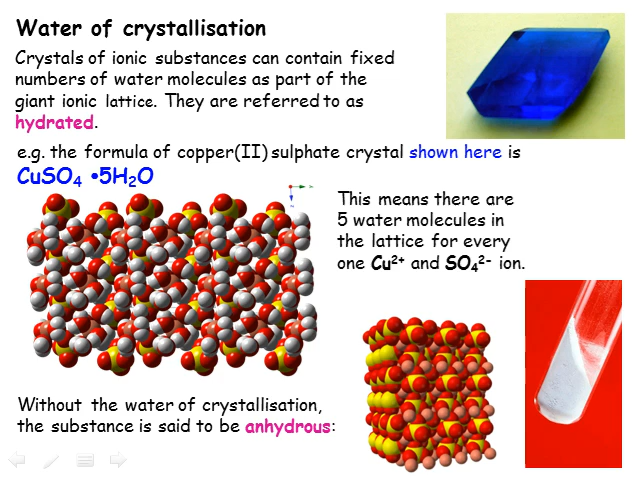 Water of crystallisation
Crystals of ionic substances can contain fixed
numbers of water molecules as part of the
giant ionic lattice. They are referred to as
hydrated.
e.g. the formula of copper(II) sulphate crystal shown here is
CuSO₄ •5H₂O
This means there are
5 water molecules in
the lattice for every
one Cu²⁺ and SO₄²⁻ ion.
Without the water of crystallisation,
the substance is said to be anhydrous: